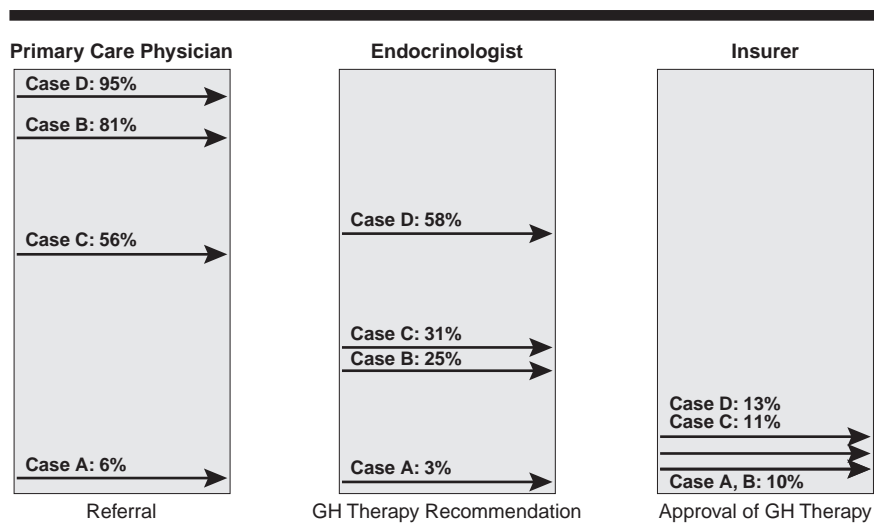 Primary Care Physician
Case D: 95%
Case B: 81%
Case C: 56%
Case A: 6%
Referral
Endocrinologist
Case D: 58%
Case C: 31%
Case B: 25%
Case A: 3%
GH Therapy Recommendation
Insurer
Case D: 13%
Case C: 11%
Case A, B: 10%
Approval of GH Therapy